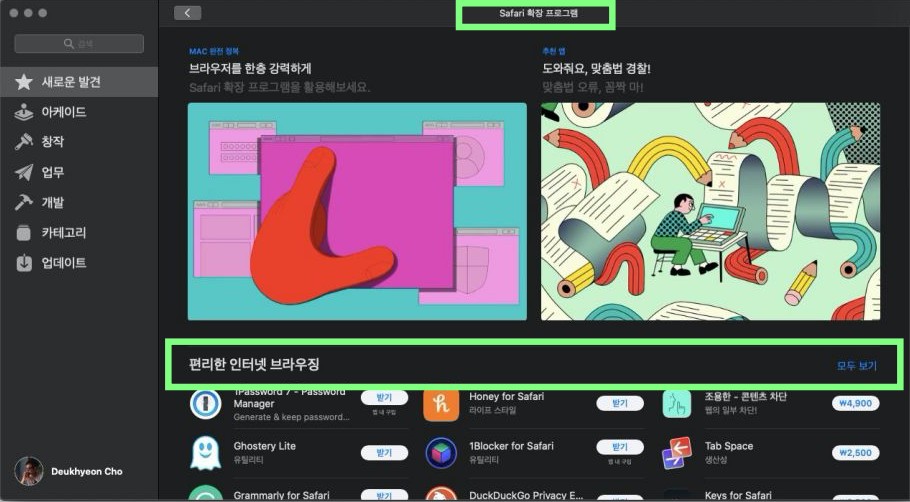 Safari 확장 프로그램
검색
새로운 발견
아케이드
창작
업무
개발
카테고리
업데이트
Deukhyeon Cho
MAC 완전 정복
브라우저를 한층 강력하게
Safari 확장 프로그램을 활용해보세요.
추천 앱
도와줘요, 맞춤법 경찰!
맞춤법 오류, 꼼짝 마!
편리한 인터넷 브라우징
모두 보기
1Password 7 - Password Manager
Generate & keep password...
받기
앱 내 구입
Honey for Safari
라이프 스타일
받기
조용한 - 콘텐츠 차단
웹의 일부 차단!
₩4,900
Ghostery Lite
유틸리티
받기
1Blocker for Safari
유틸리티
받기
앱 내 구입
Tab Space
생산성
₩2,500
Grammarly for Safari
받기
DuckDuckGo Privacy E...
받기
Keys for Safari